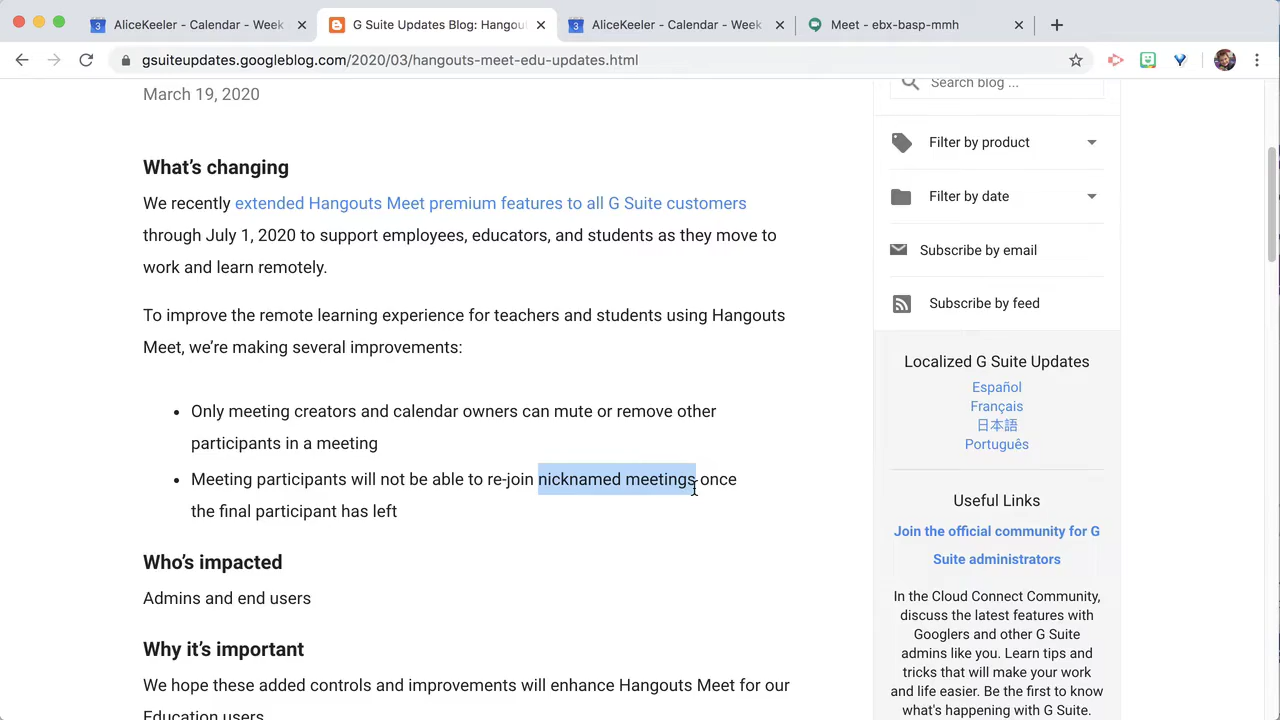 AliceKeeler - Calendar - Week
G Suite Updates Blog: Hangou
AliceKeeler - Calendar - Week
Meet - ebx-basp-mmh
gsuiteupdates.googleblog.com/2020/03/hangouts-meet-edu-updates.html
March 19, 2020
What's changing
We recently extended Hangouts Meet premium features to all G Suite customers
through July 1, 2020 to support employees, educators, and students as they move to
work and learn remotely.
To improve the remote learning experience for teachers and students using Hangouts
Meet, we're making several improvements:
• Only meeting creators and calendar owners can mute or remove other
participants in a meeting
• Meeting participants will not be able to re-join nicknamed meetings once
the final participant has left
Who's impacted
Admins and end users
Why it's important
We hope these added controls and improvements will enhance Hangouts Meet for our
Education users.
Search blog ...
Filter by product
Filter by date
Subscribe by email
Subscribe by feed
Localized G Suite Updates
Español
Français
日本語
Português
Useful Links
Join the official community for G
Suite administrators
In the Cloud Connect Community,
discuss the latest features with
Googlers and other G Suite
admins like you. Learn tips and
tricks that will make your work
and life easier. Be the first to know
what's happening with G Suite.